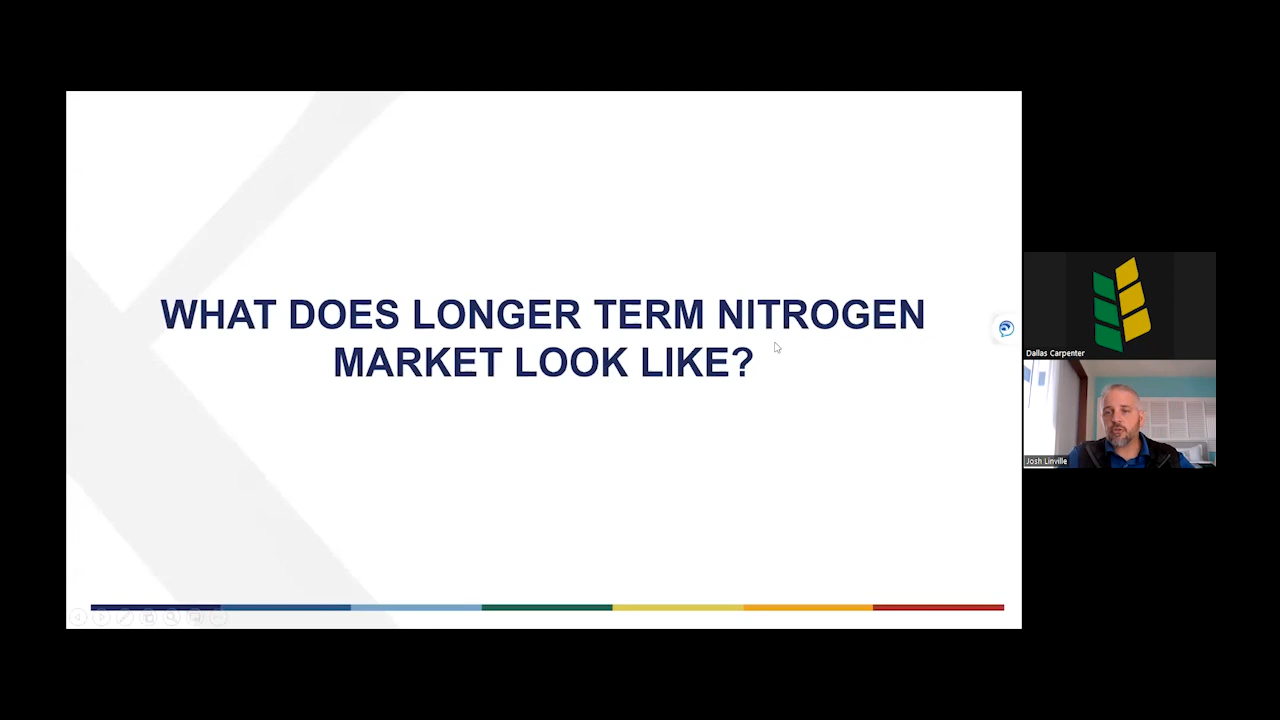 WHAT DOES LONGER TERM NITROGEN
MARKET LOOK LIKE?
Dallas Carpenter
Josh Linville